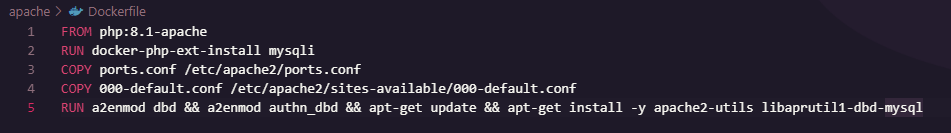 apache > Dockerfile
1 FROM php:8.1-apache
2 RUN docker-php-ext-install mysqli
3 COPY ports.conf /etc/apache2/ports.conf
4 COPY 000-default.conf /etc/apache2/sites-available/000-default.conf
5 RUN a2enmod dbd && a2enmod authn_dbd && apt-get update && apt-get install -y apache2-utils libaprutil1-dbd-mysql